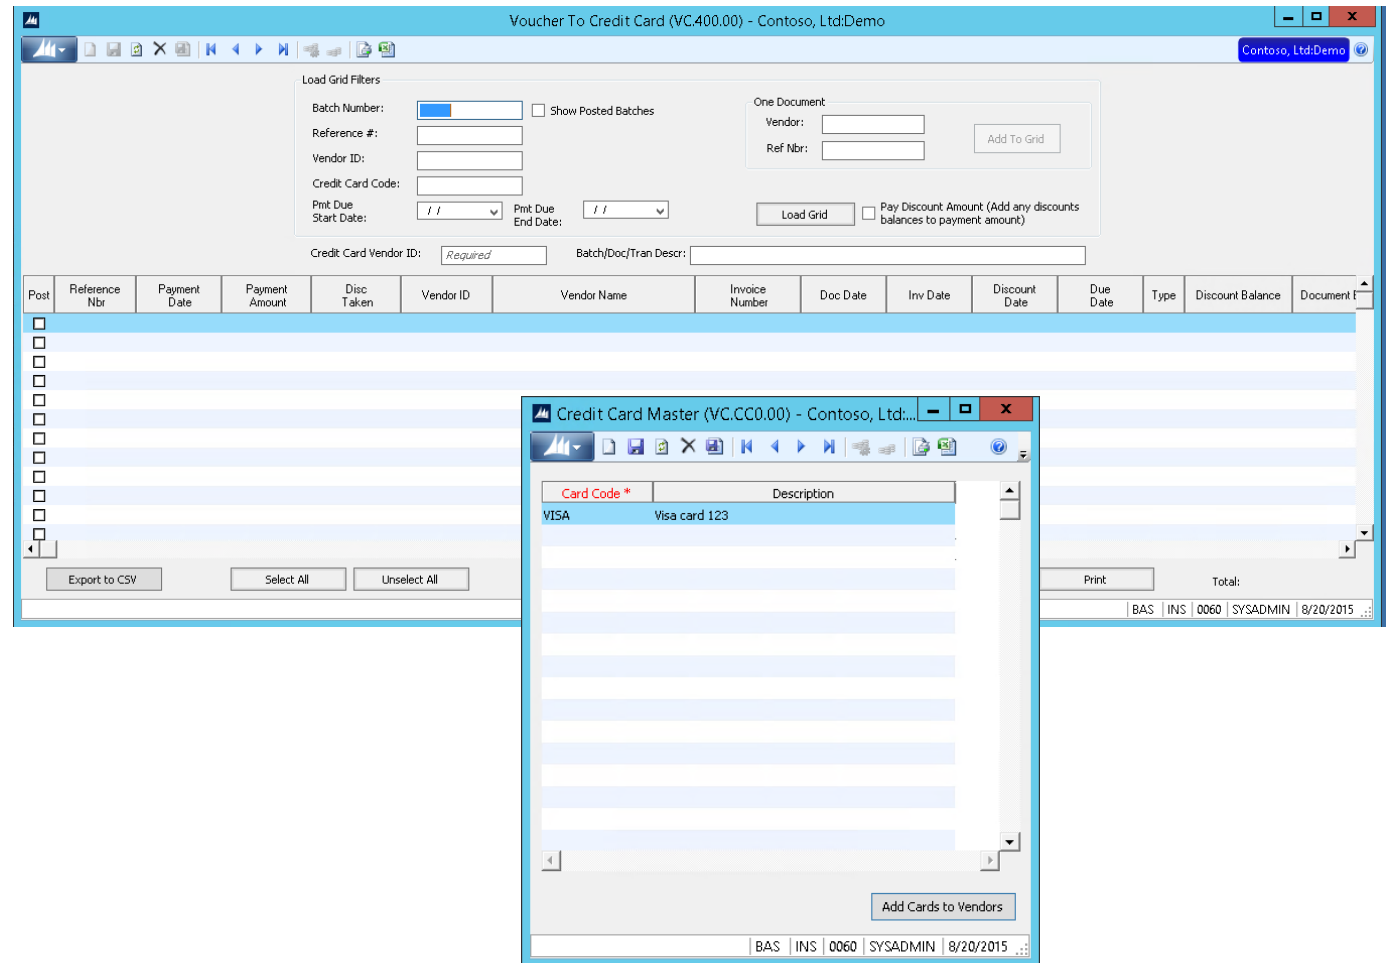 Voucher To Credit Card (VC.400.00) - Contoso, Ltd:Demo
Contoso, Ltd:Demo
Load Grid Filters
Batch Number:
Show Posted Batches
Reference #:
Vendor ID:
Credit Card Code:
Pmt Due
Start Date:
/ /
Pmt Due
End Date:
/ /
One Document
Vendor:
Ref Nbr:
Add To Grid
Load Grid
Pay Discount Amount (Add any discounts
balances to payment amount)
Credit Card Vendor ID:
Required
Batch/Doc/Tran Descr:
Post
Reference
Nbr
Payment
Date
Payment
Amount
Disc
Taken
Vendor ID
Vendor Name
Invoice
Number
Doc Date
Inv Date
Discount
Date
Due
Date
Type
Discount Balance
Document
Export to CSV
Select All
Unselect All
Print
Total:
BAS INS 0060 SYSADMIN 8/20/2015
Credit Card Master (VC.CC0.00) - Contoso, Ltd:...
Card Code *
Description
VISA
Visa card 123
Add Cards to Vendors
BAS INS 0060 SYSADMIN 8/20/2015